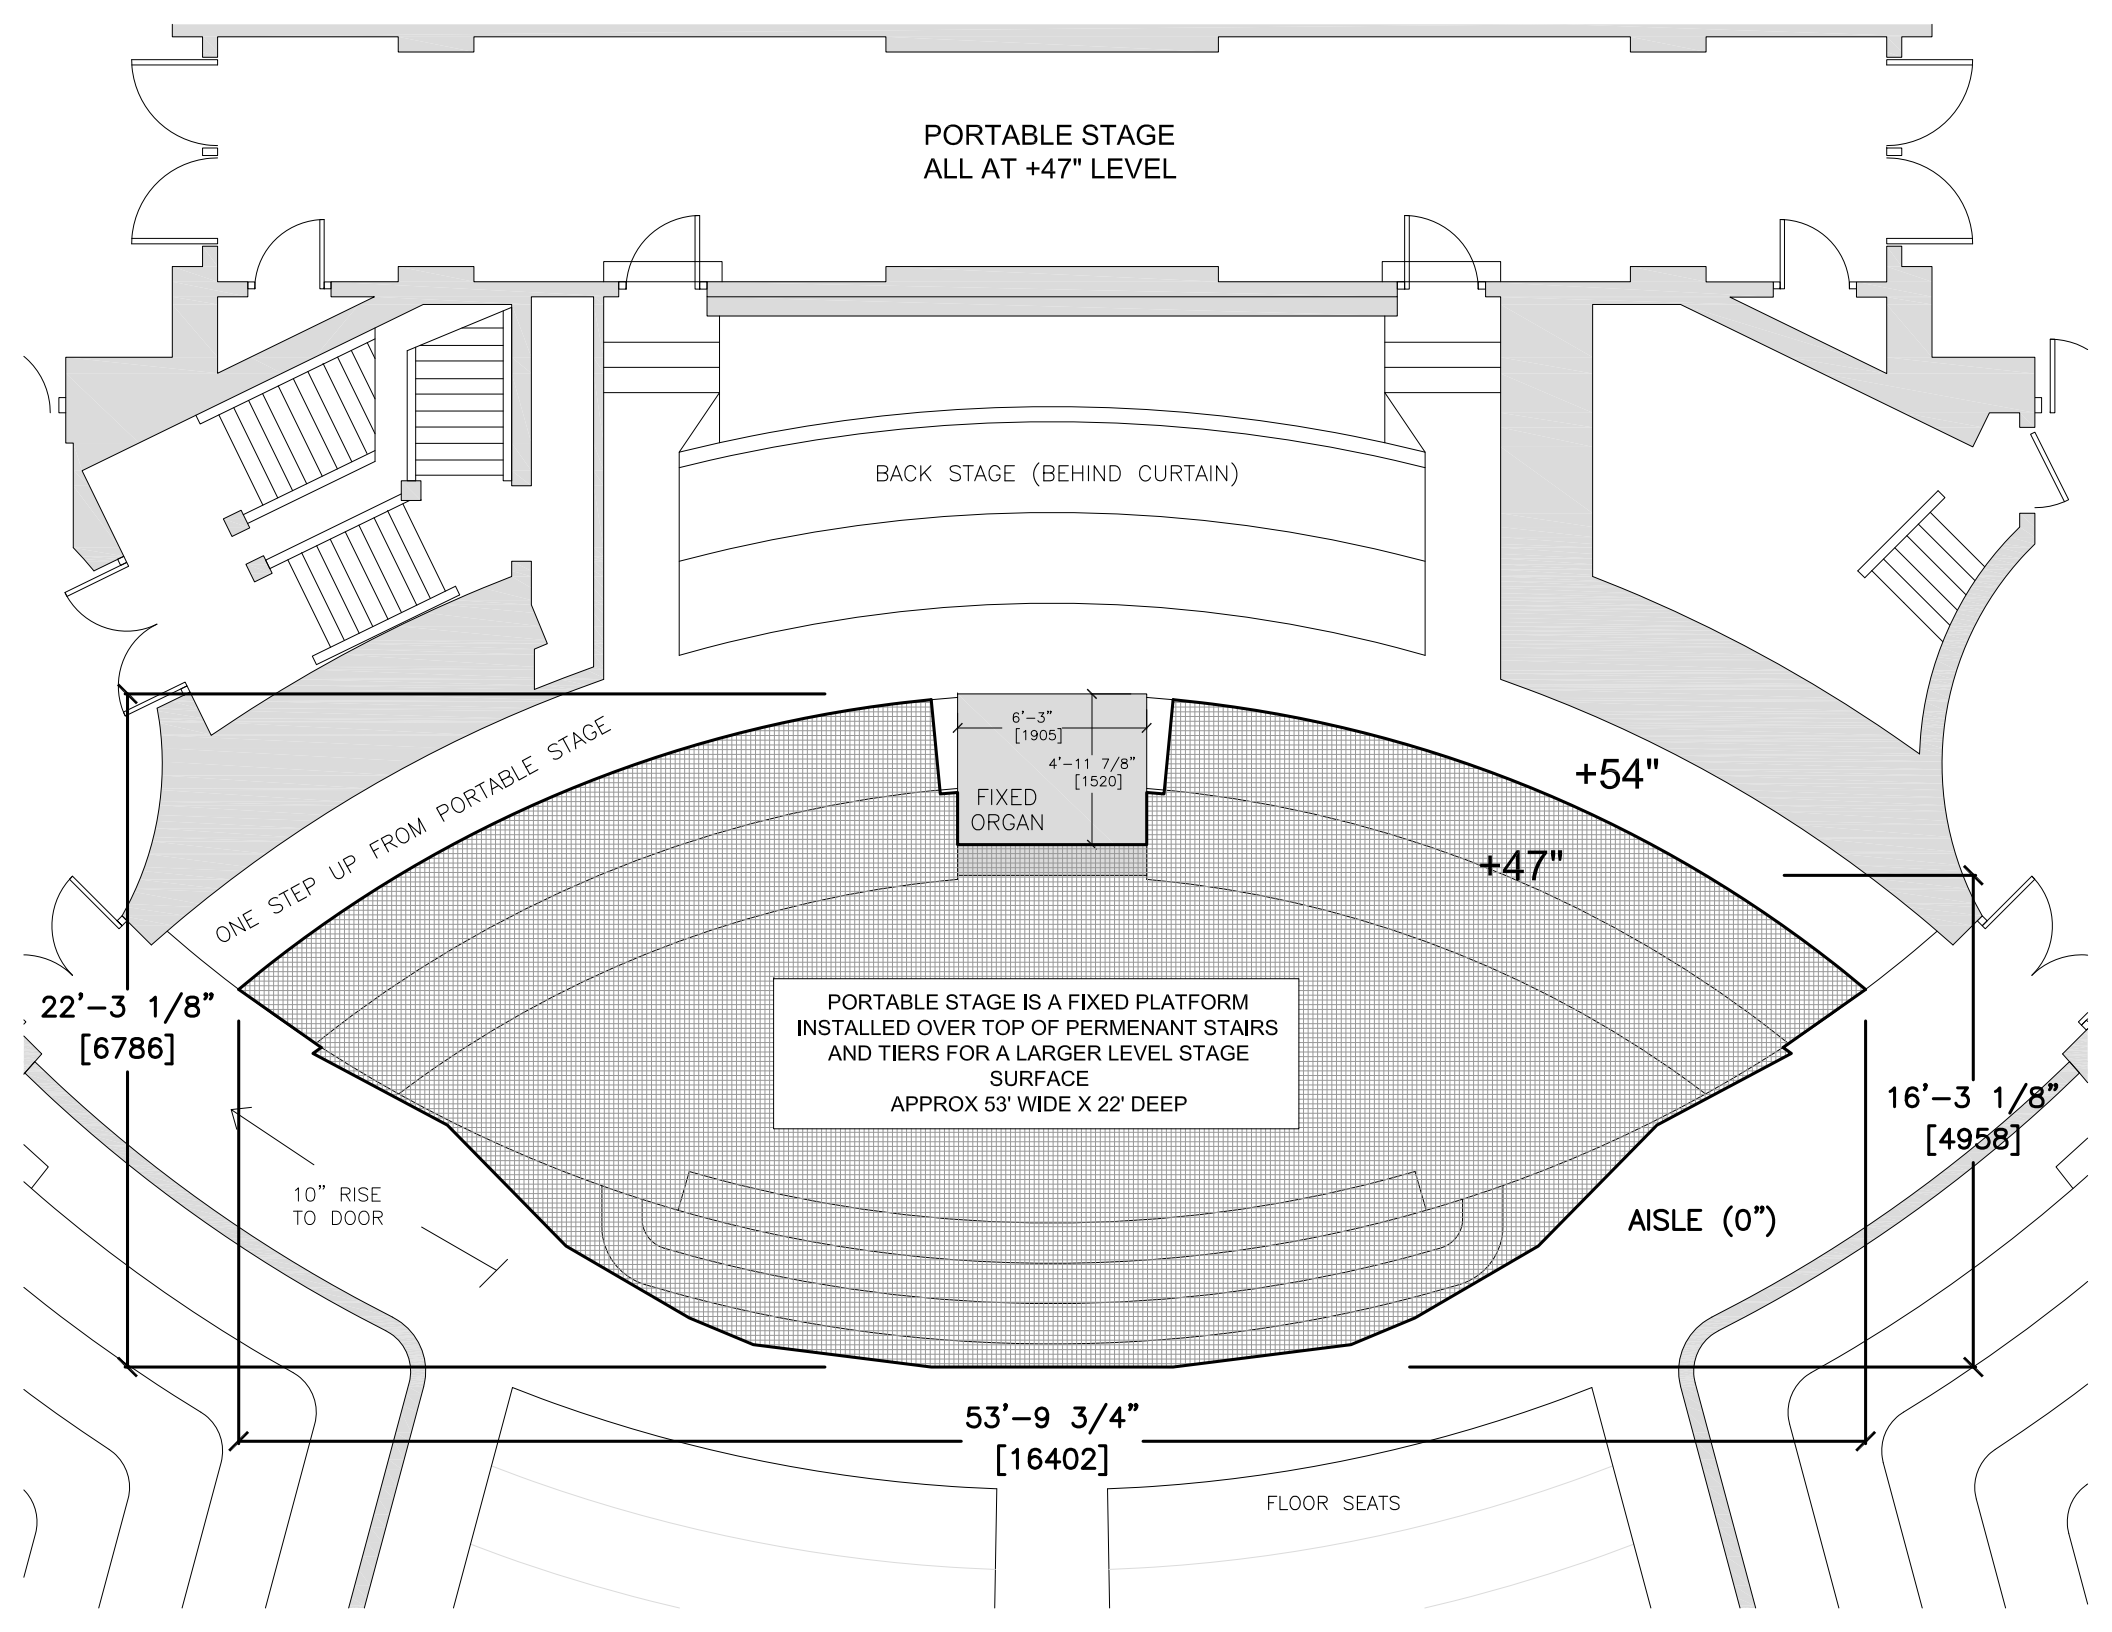 PORTABLE STAGE
ALL AT +47" LEVEL
BACK STAGE (BEHIND CURTAIN)
6'-3"
[1905]
4'-11 7/8"
[1520]
FIXED
ORGAN
ONE STEP UP FROM PORTABLE STAGE
+54"
+47"
22'-3 1/8"
[6786]
PORTABLE STAGE IS A FIXED PLATFORM
INSTALLED OVER TOP OF PERMENANT STAIRS
AND TIERS FOR A LARGER LEVEL STAGE
SURFACE
APPROX 53' WIDE X 22' DEEP
16'-3 1/8"
[4958]
10" RISE
TO DOOR
AISLE (0")
53'-9 3/4"
[16402]
FLOOR SEATS